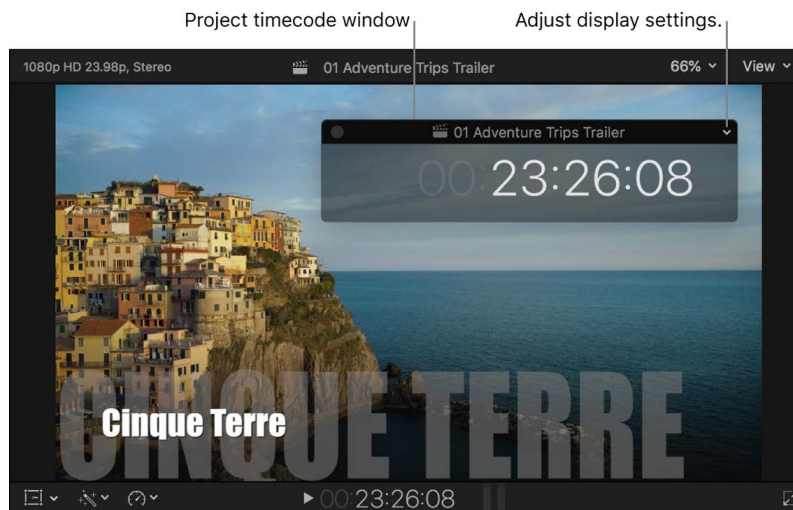 Project timecode window
Adjust display settings.
1080p HD 23.98p, Stereo
01 Adventure Trips Trailer
66%
View
01 Adventure Trips Trailer
00:23:26:08
CINQUE TERRE
Cinque Terre
00:23:26:08